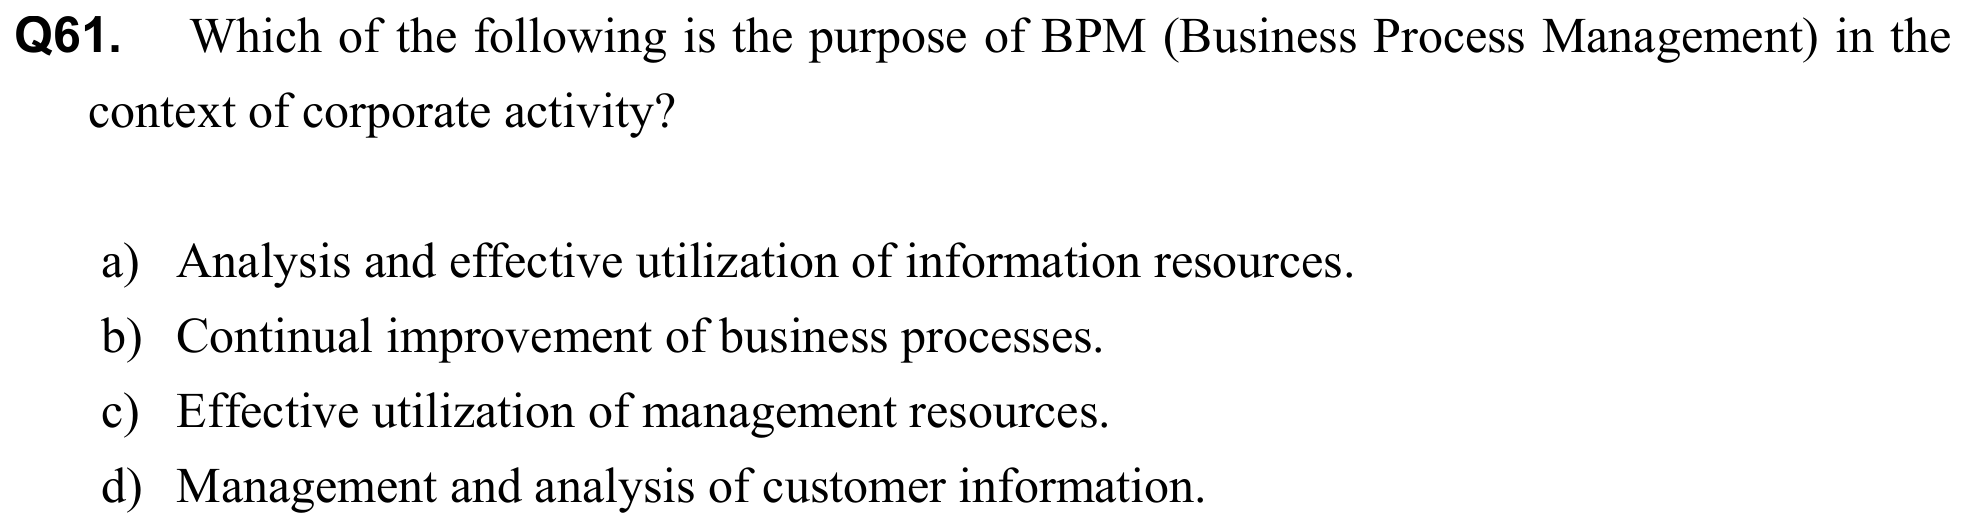 Q61. Which of the following is the purpose of BPM (Business Process Management) in the
context of corporate activity?
a) Analysis and effective utilization of information resources.
b) Continual improvement of business processes.
c) Effective utilization of management resources.
d) Management and analysis of customer information.